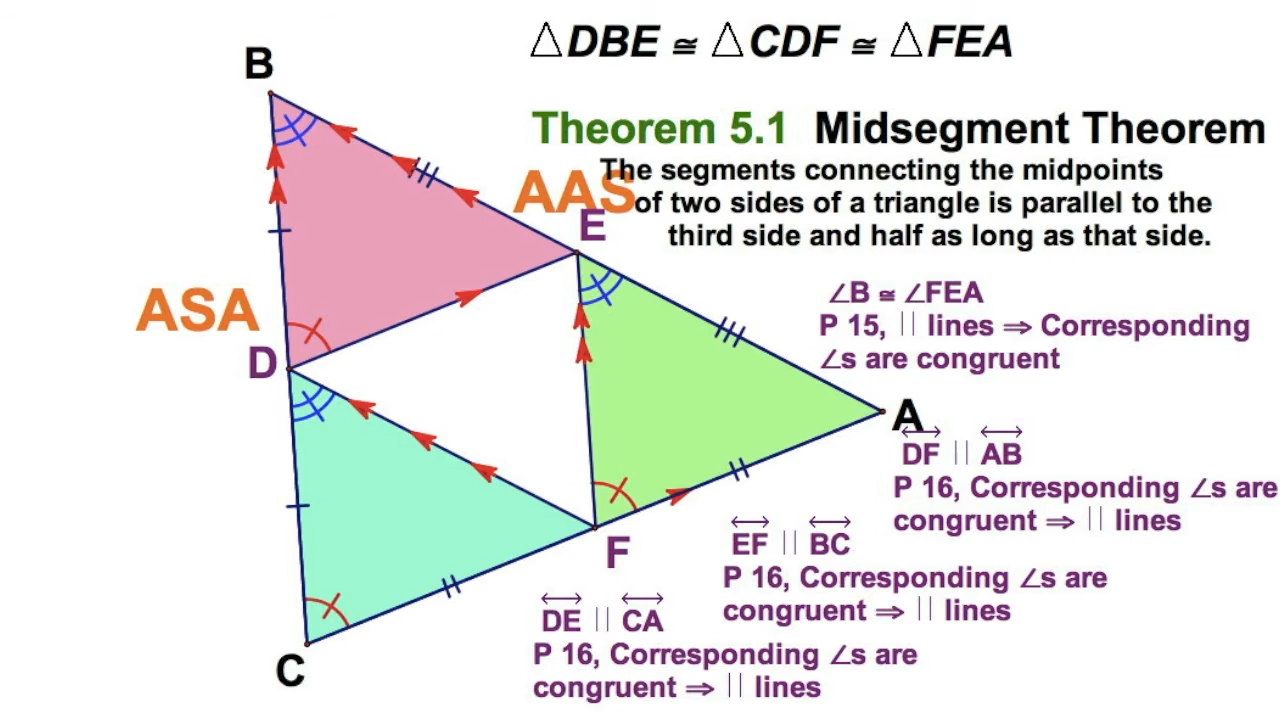 △DBE ≅ △CDF ≅ △FEA
B
Theorem 5.1 Midsegment Theorem
The segments connecting the midpoints
of two sides of a triangle is parallel to the
third side and half as long as that side.
AAS
E
∠B ≅ ∠FEA
P 15, || lines ⇒ Corresponding
∠s are congruent
ASA
D
A
DF || AB
P 16, Corresponding ∠s are
congruent ⇒ || lines
EF || BC
P 16, Corresponding ∠s are
congruent ⇒ || lines
F
DE || CA
P 16, Corresponding ∠s are
congruent ⇒ || lines
C